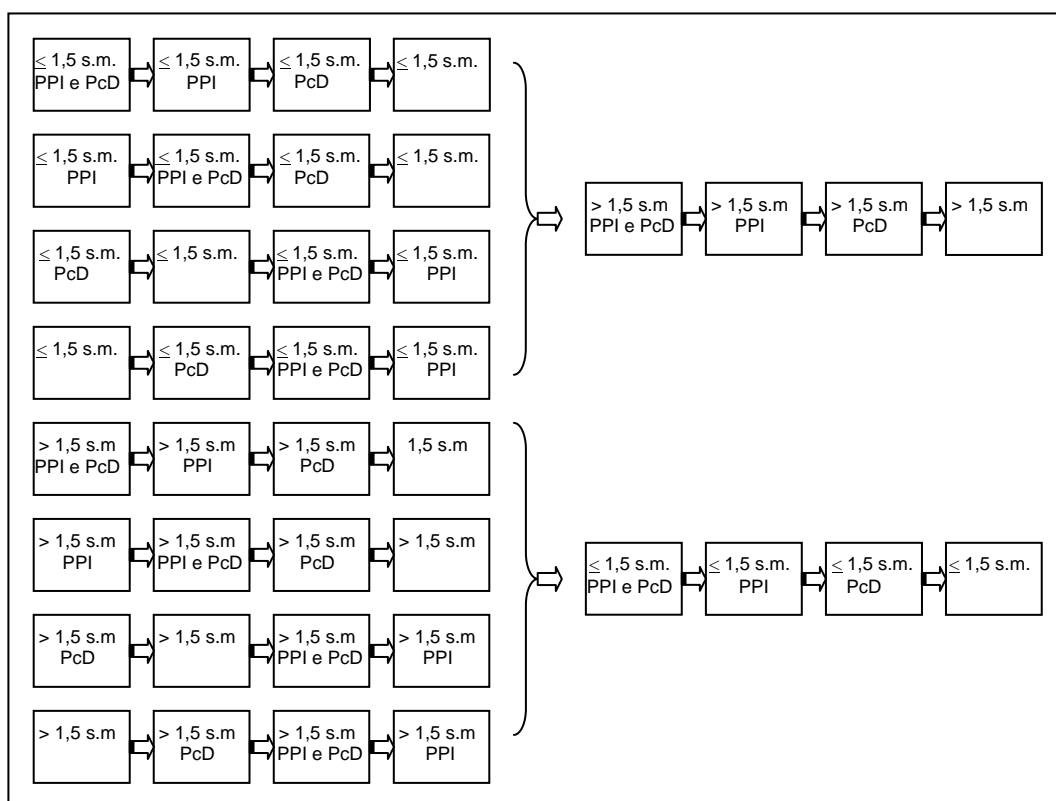 ≤ 1,5 s.m.
PPI e PcD
≤ 1,5 s.m.
PPI
≤ 1,5 s.m.
PcD
≤ 1,5 s.m.
≤ 1,5 s.m.
PPI
≤ 1,5 s.m.
PPI e PcD
≤ 1,5 s.m.
PcD
≤ 1,5 s.m.
≤ 1,5 s.m.
PcD
≤ 1,5 s.m.
≤ 1,5 s.m.
PPI e PcD
≤ 1,5 s.m.
PPI
≤ 1,5 s.m.
≤ 1,5 s.m.
PcD
≤ 1,5 s.m.
PPI e PcD
≤ 1,5 s.m.
PPI
> 1,5 s.m
PPI e PcD
> 1,5 s.m
PPI
> 1,5 s.m
PcD
> 1,5 s.m
> 1,5 s.m
PPI e PcD
> 1,5 s.m
PPI
> 1,5 s.m
PcD
1,5 s.m
> 1,5 s.m
PPI
> 1,5 s.m
PPI e PcD
> 1,5 s.m
PcD
> 1,5 s.m
> 1,5 s.m
PcD
> 1,5 s.m
> 1,5 s.m
PPI e PcD
> 1,5 s.m
PPI
> 1,5 s.m
> 1,5 s.m
PcD
> 1,5 s.m
PPI e PcD
> 1,5 s.m
PPI
≤ 1,5 s.m.
PPI e PcD
≤ 1,5 s.m.
PPI
≤ 1,5 s.m.
PcD
≤ 1,5 s.m.